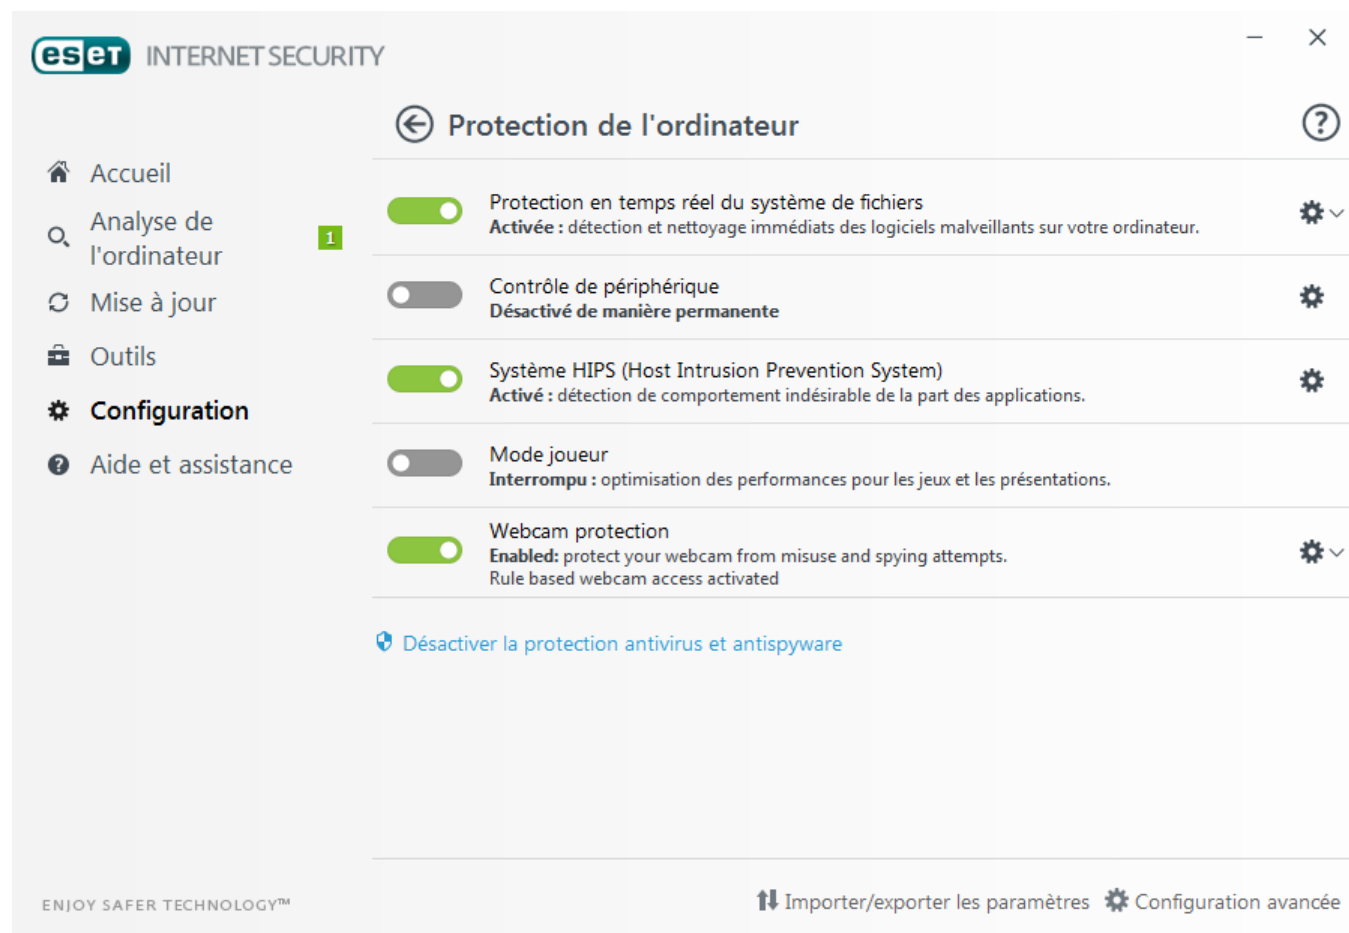 eset INTERNET SECURITY
Protection de l'ordinateur
?
Accueil
Analyse de
l'ordinateur
1
Mise à jour
Outils
Configuration
Aide et assistance
Protection en temps réel du système de fichiers
Activée : détection et nettoyage immédiats des logiciels malveillants sur votre ordinateur.
Contrôle de périphérique
Désactivé de manière permanente
Système HIPS (Host Intrusion Prevention System)
Activé : détection de comportement indésirable de la part des applications.
Mode joueur
Interrompu : optimisation des performances pour les jeux et les présentations.
Webcam protection
Enabled: protect your webcam from misuse and spying attempts.
Rule based webcam access activated
Désactiver la protection antivirus et antispyware
ENJOY SAFER TECHNOLOGY™
Importer/exporter les paramètres
Configuration avancée